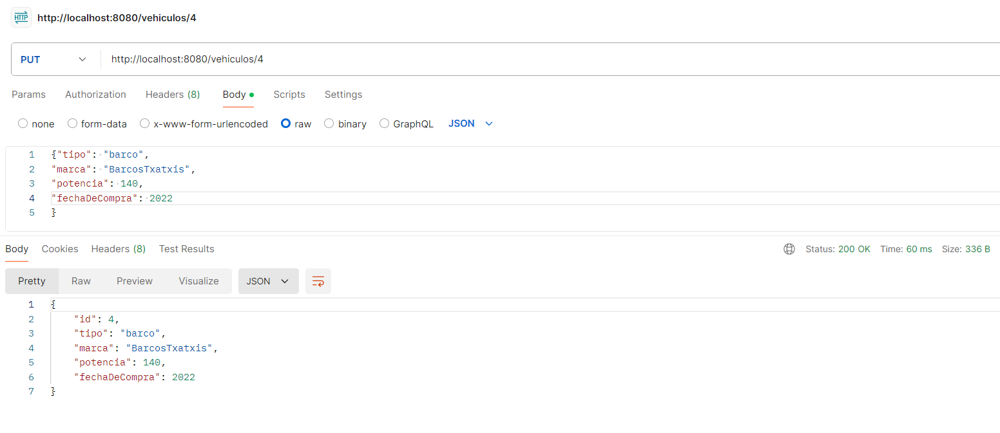 HTTP http://localhost:8080/vehiculos/4
PUT http://localhost:8080/vehiculos/4
Params Authorization Headers (8) Body Scripts Settings
none form-data x-www-form-urlencoded raw binary GraphQL JSON
1 {"tipo": "barco",
2 "marca": "BarcosTxatxis",
3 "potencia": 140,
4 "fechaDeCompra": 2022
5 }
Body Cookies Headers (8) Test Results Status: 200 OK Time: 60 ms Size: 336 B
Pretty Raw Preview Visualize JSON
1 {
2 "id": 4,
3 "tipo": "barco",
4 "marca": "BarcosTxatxis",
5 "potencia": 140,
6 "fechaDeCompra": 2022
7 }